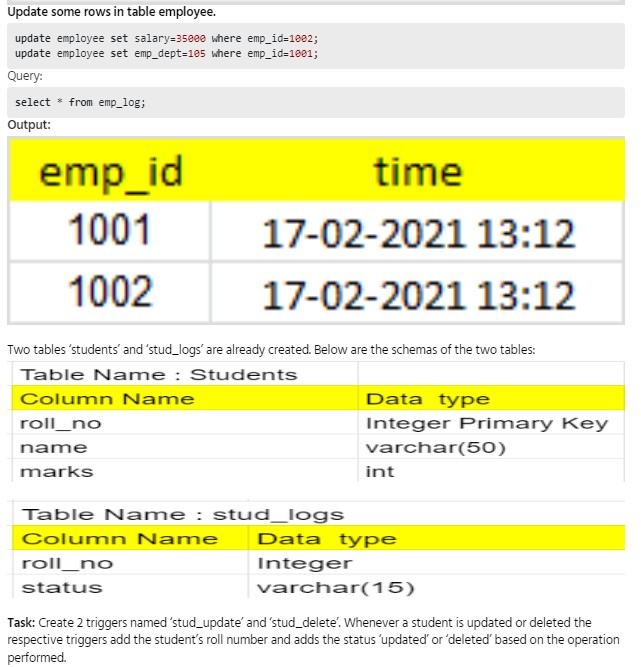 Update some rows in table employee.
update employee set salary=35000 where emp_id=1002;
update employee set emp_dept=105 where emp_id=1001;
Query:
select * from emp_log;
Output:
emp_id time
1001 17-02-2021 13:12
1002 17-02-2021 13:12
Two tables ‘students’ and ‘stud_logs’ are already created. Below are the schemas of the two tables:
Table Name : Students
Column Name Data type
roll_no Integer Primary Key
name varchar(50)
marks int
Table Name : stud_logs
Column Name Data type
roll_no Integer
status varchar(15)
Task: Create 2 triggers named ‘stud_update’ and ‘stud_delete’. Whenever a student is updated or deleted the
respective triggers add the student’s roll number and adds the status ‘updated’ or ‘deleted’ based on the operation
performed.